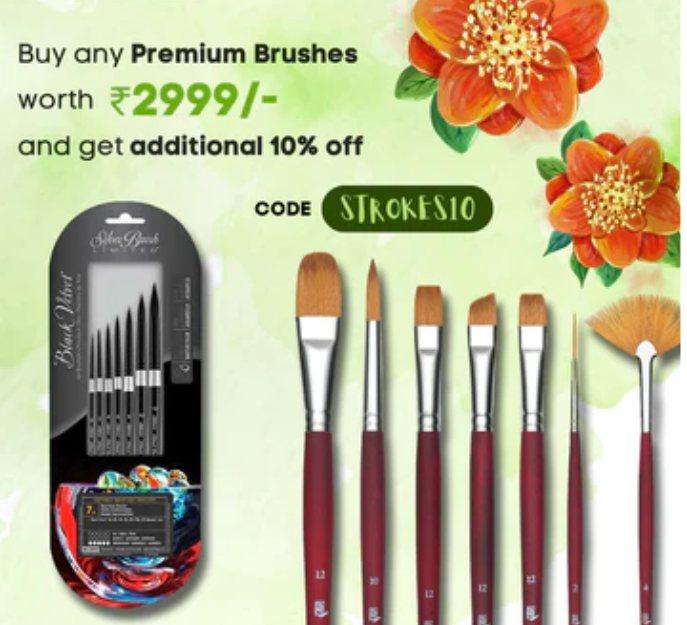 Buy any Premium Brushes
worth ₹2999/-
and get additional 10% off
CODE STROKES10
Silver Brush
LIMITED
Black Velvet
7.
12
10
12
12
12
2
4